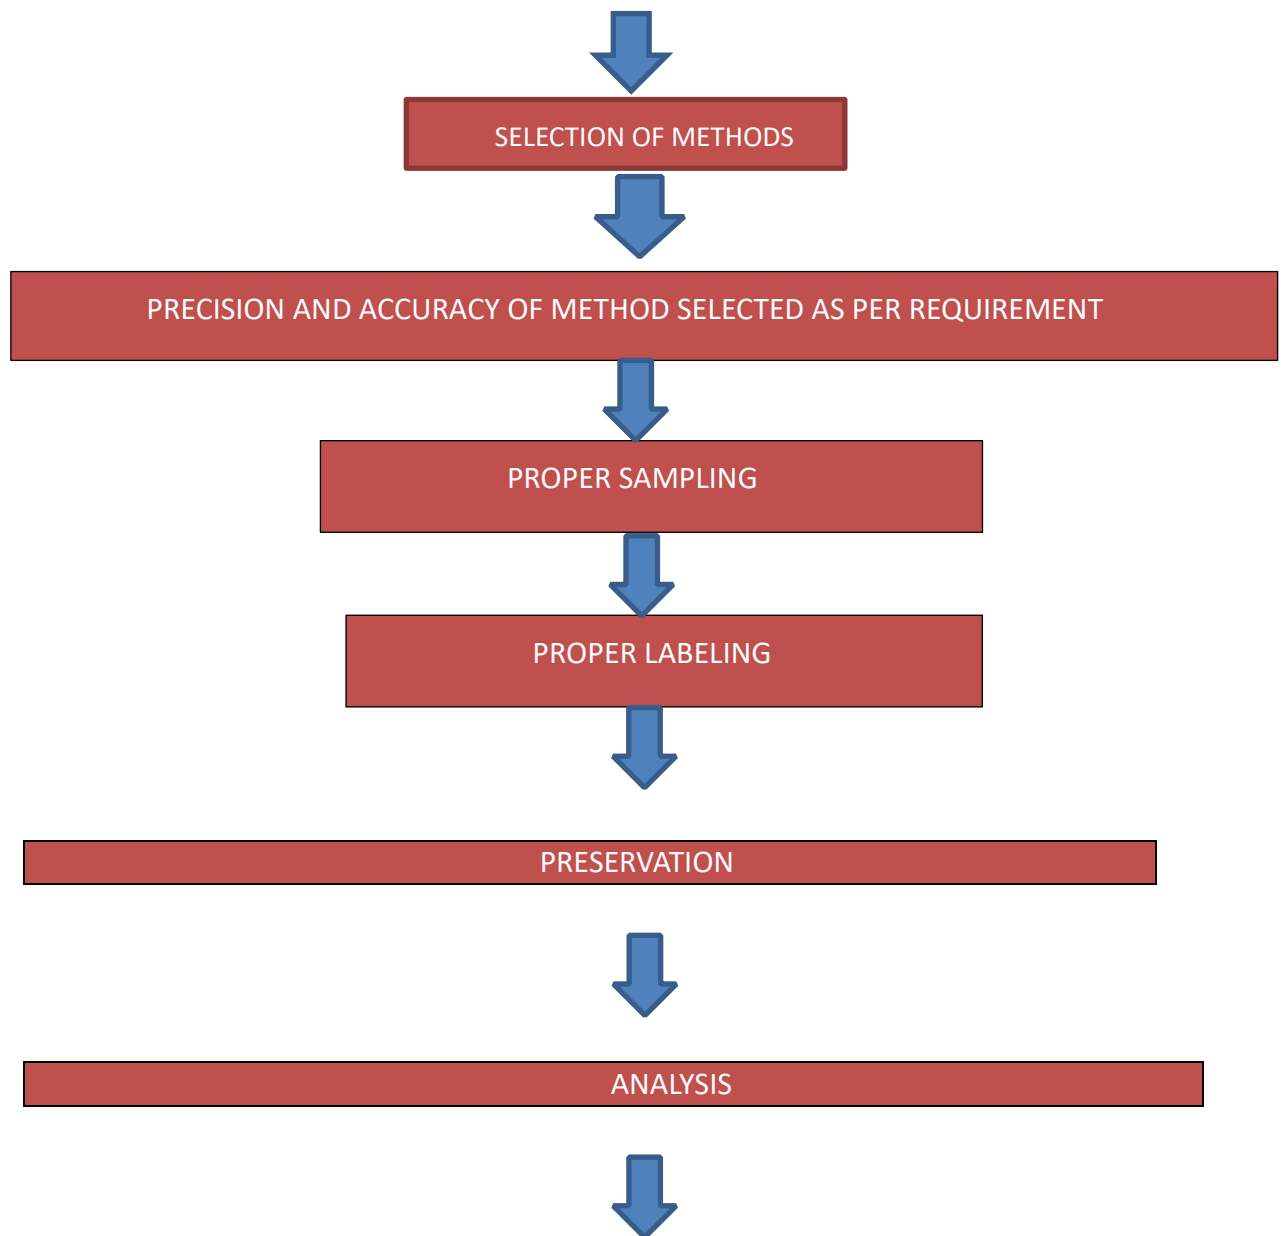 SELECTION OF METHODS
PRECISION AND ACCURACY OF METHOD SELECTED AS PER REQUIREMENT
PROPER SAMPLING
PROPER LABELING
PRESERVATION
ANALYSIS